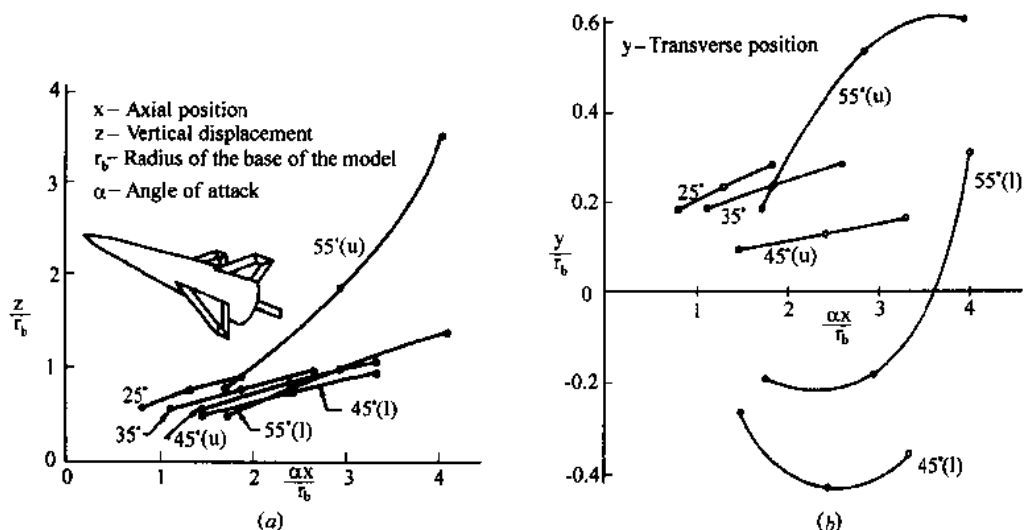 4
x – Axial position
z – Vertical displacement
r_b – Radius of the base of the model
α – Angle of attack
3
55°(u)
2
z
r_b
1
25°
35°
45°(u)
55°(l)
45°(l)
0
0
1
2
3
4
αx
r_b
(a)
0.6
y – Transverse position
0.4
55°(u)
25°
35°
55°(l)
0.2
45°(u)
y
r_b
0
1
2
3
4
αx
r_b
-0.2
45°(l)
-0.4
(b)